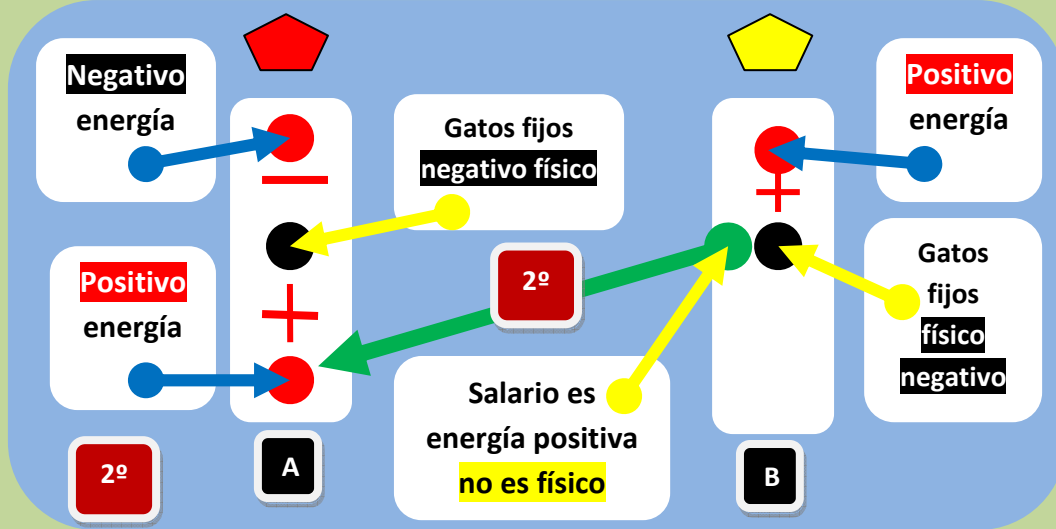 Negativo
energía
Gatos fijos
negativo físico
Positivo
energía
Positivo
energía
2º
Gatos
fijos
físico
negativo
Salario es
energía positiva
no es físico
2º
A
B